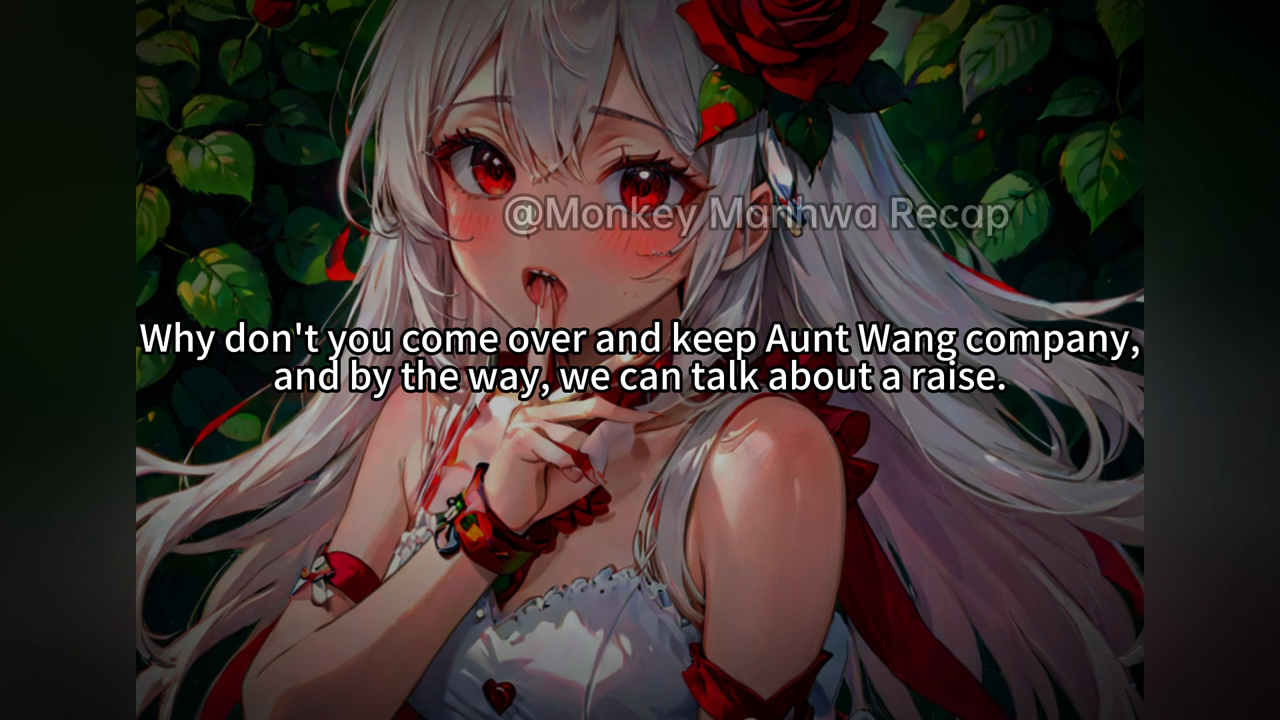 @Monkey Manhwa Recap
Why don't you come over and keep Aunt Wang company,
and by the way, we can talk about a raise.